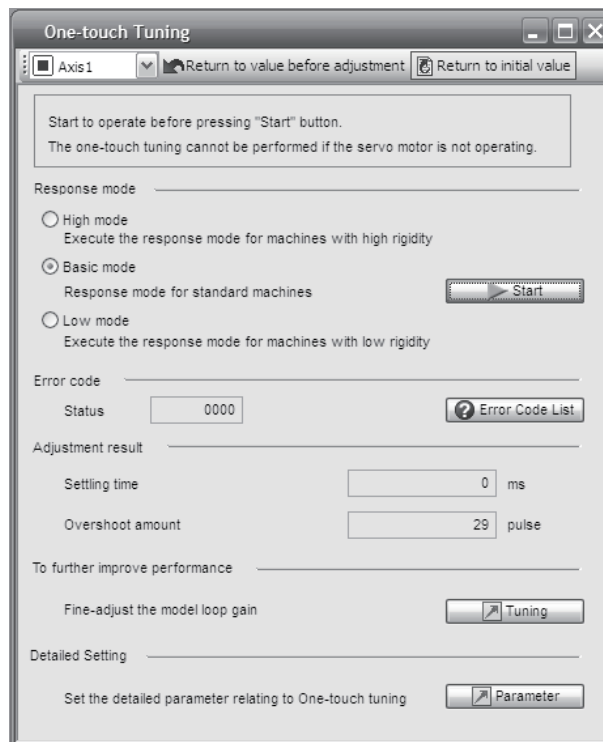 One-touch Tuning
Axis1 Return to value before adjustment Return to initial value
Start to operate before pressing "Start" button.
The one-touch tuning cannot be performed if the servo motor is not operating.
Response mode
High mode
Execute the response mode for machines with high rigidity
Basic mode
Response mode for standard machines
Start
Low mode
Execute the response mode for machines with low rigidity
Error code
Status 0000 Error Code List
Adjustment result
Settling time 0 ms
Overshoot amount 29 pulse
To further improve performance
Fine-adjust the model loop gain Tuning
Detailed Setting
Set the detailed parameter relating to One-touch tuning Parameter